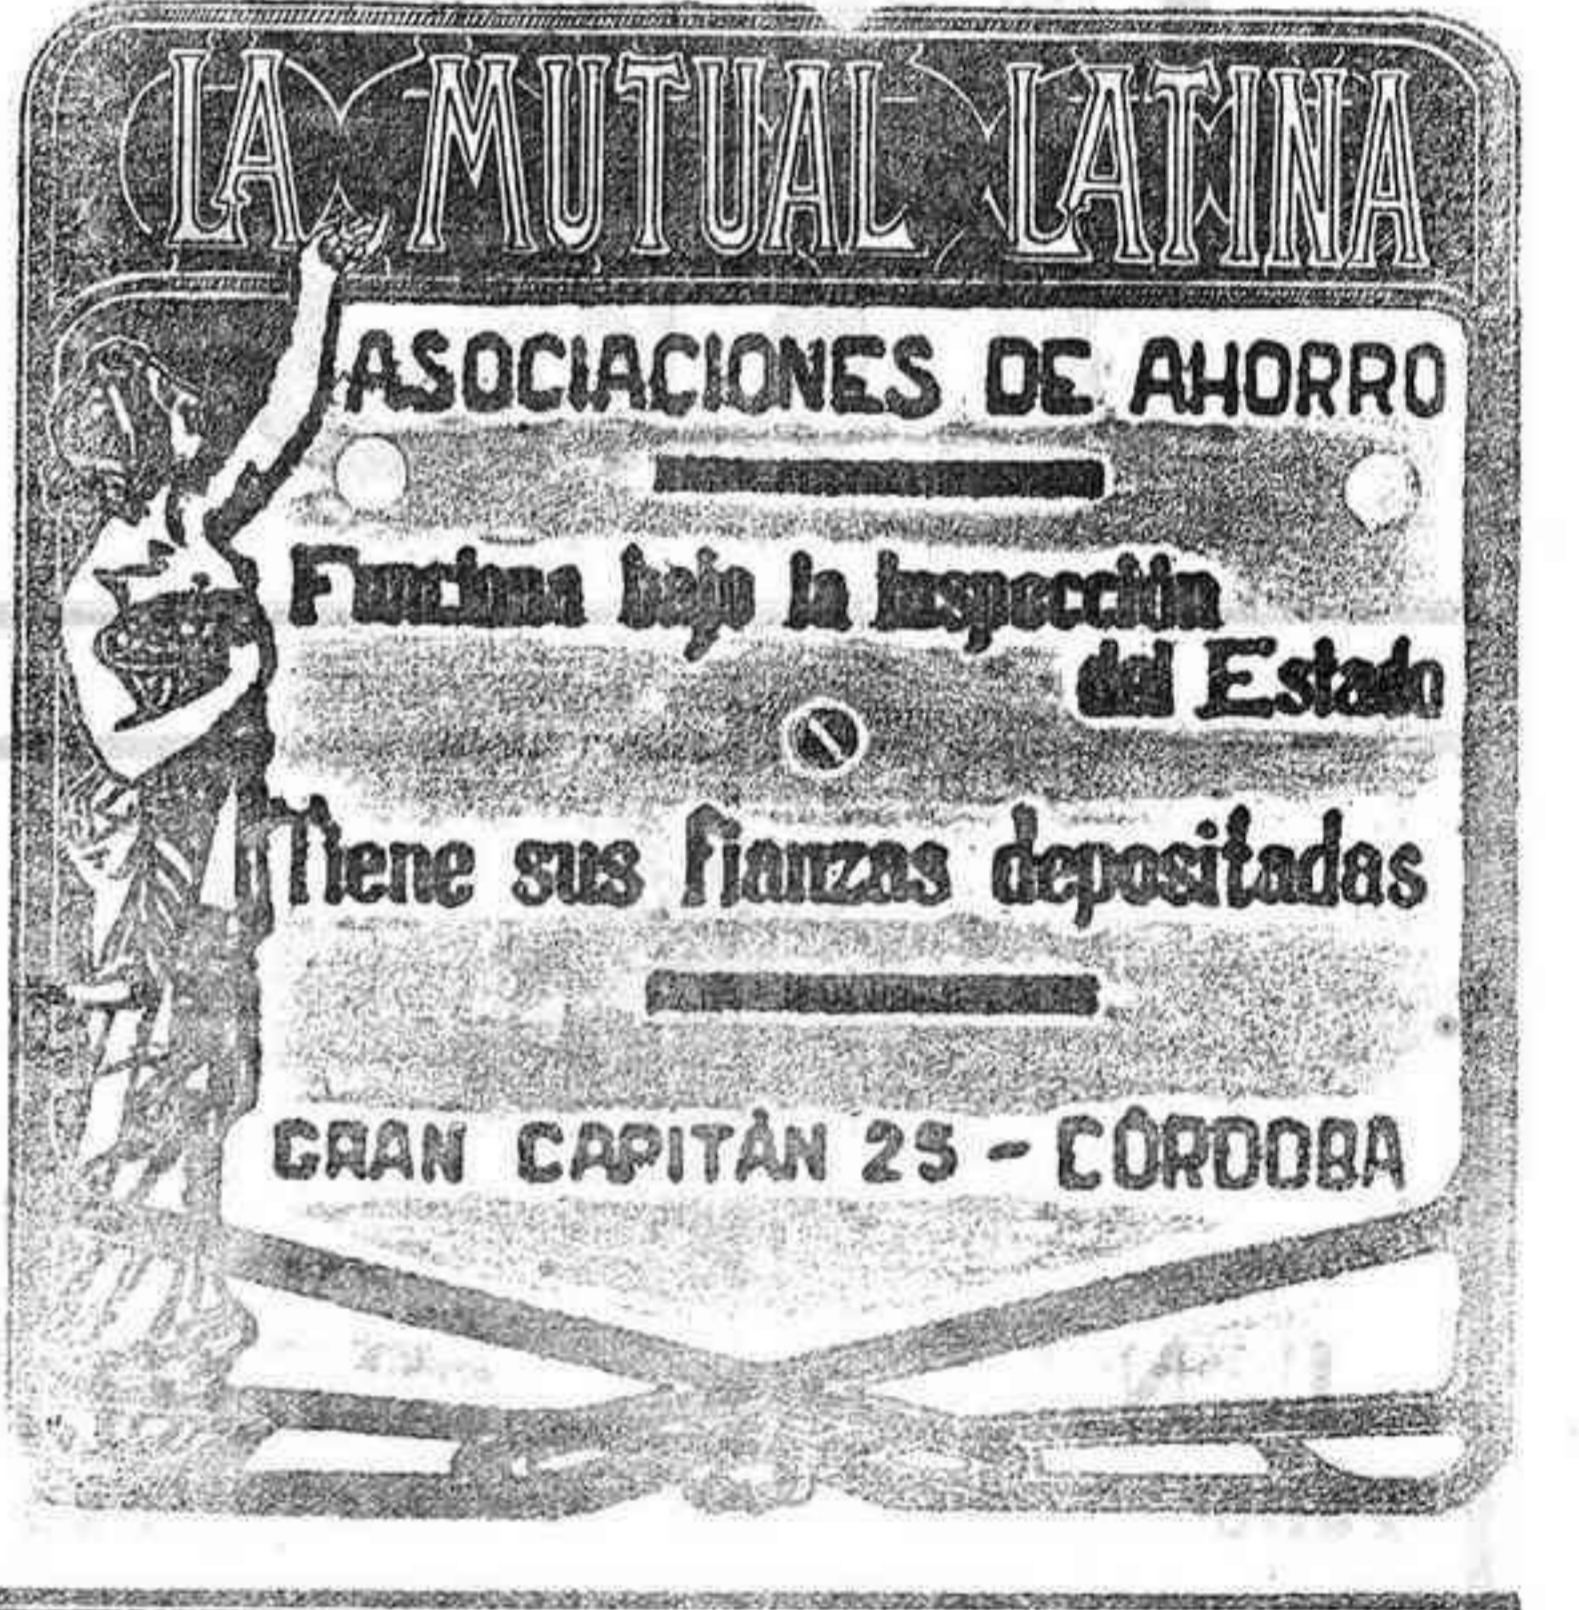 LA MUTUAL LATINA
ASOCIACIONES DE AHORRO
Funciona bajo la inspección
del Estado
Tiene sus fianzas depositadas
GRAN CAPITÁN 25 - CÓRDOBA